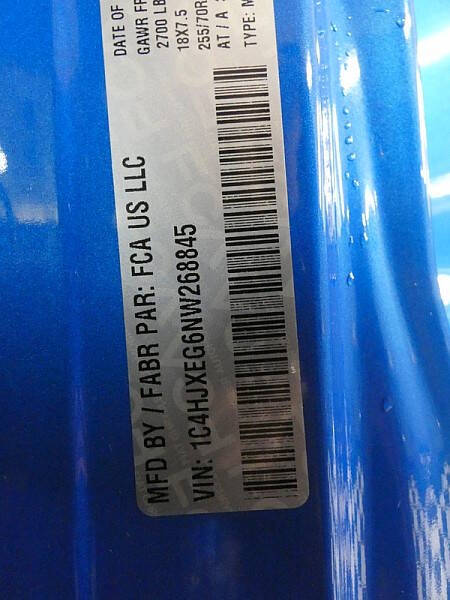 DATE OF
GAWR FR
2700 LB
18X7.5
255/70R
AT / A
TYPE: M
MFD BY / FABR PAR: FCA US LLC
VIN: 1C4HJXEG6NW268845